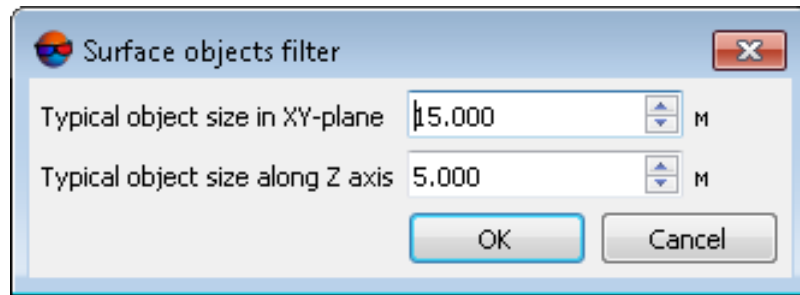 Surface objects filter
Typical object size in XY-plane 15.000 м
Typical object size along Z axis 5.000 м
OK Cancel